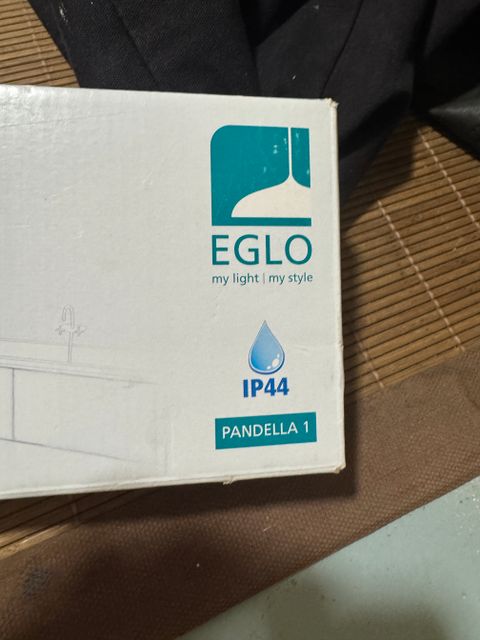 EGLO
my light | my style
IP44
PANDELLA 1